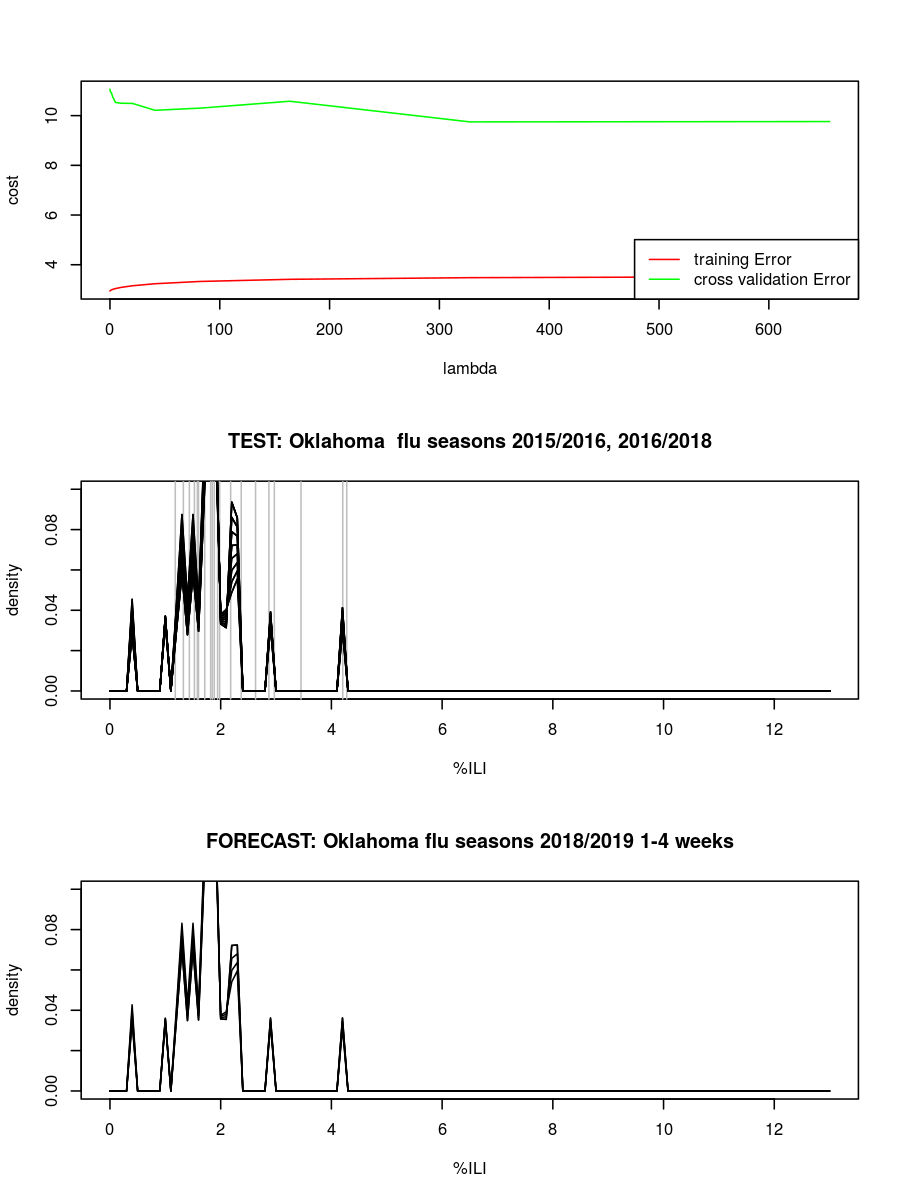 10
8
6
4
cost
training Error
cross validation Error
0 100 200 300 400 500 600
lambda
TEST: Oklahoma  flu seasons 2015/2016, 2016/2018
0.08
0.04
0.00
density
0 2 4 6 8 10 12
%ILI
FORECAST: Oklahoma flu seasons 2018/2019 1-4 weeks
0.08
0.04
0.00
density
0 2 4 6 8 10 12
%ILI